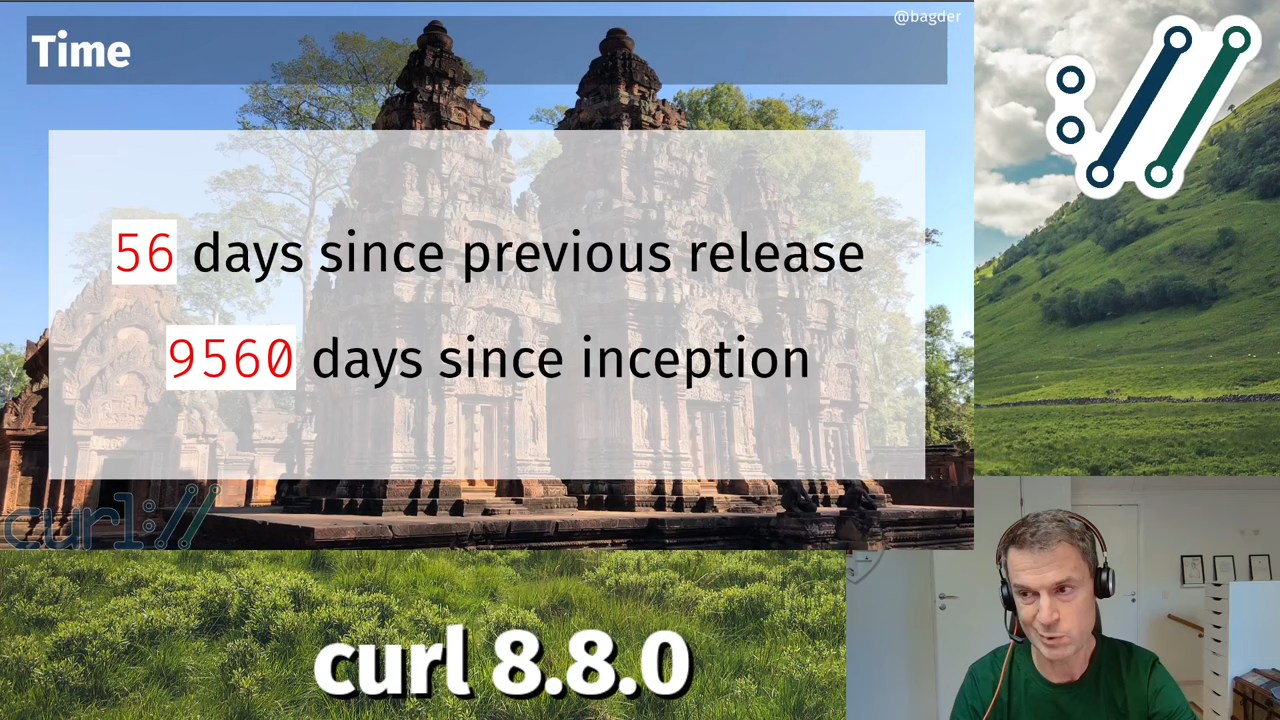 @bagder
Time
56 days since previous release
9560 days since inception
curl://
curl 8.8.0